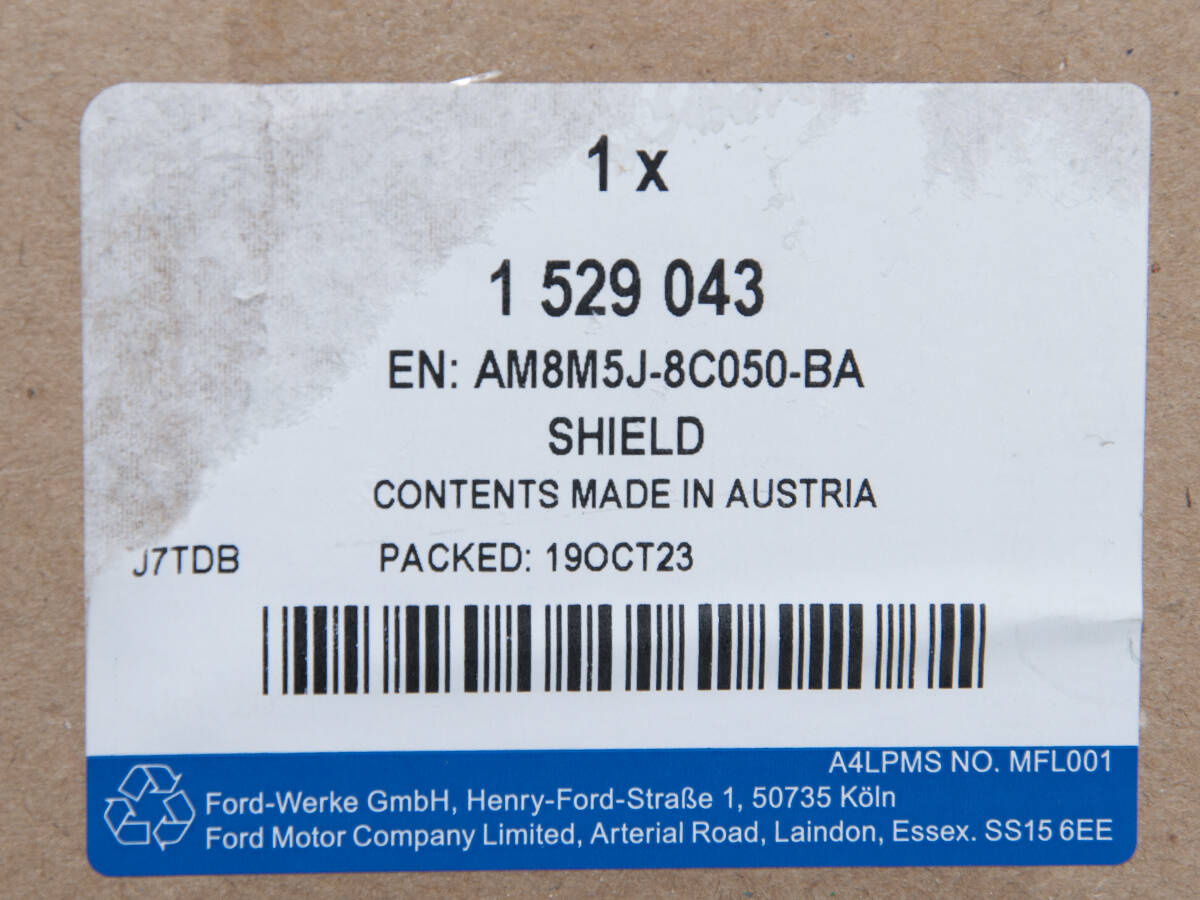 1 x
1 529 043
EN: AM8M5J-8C050-BA
SHIELD
CONTENTS MADE IN AUSTRIA
J7TDB PACKED: 19OCT23
A4LPMS NO. MFL001
Ford-Werke GmbH, Henry-Ford-Straße 1, 50735 Köln
Ford Motor Company Limited, Arterial Road, Laindon, Essex. SS15 6EE